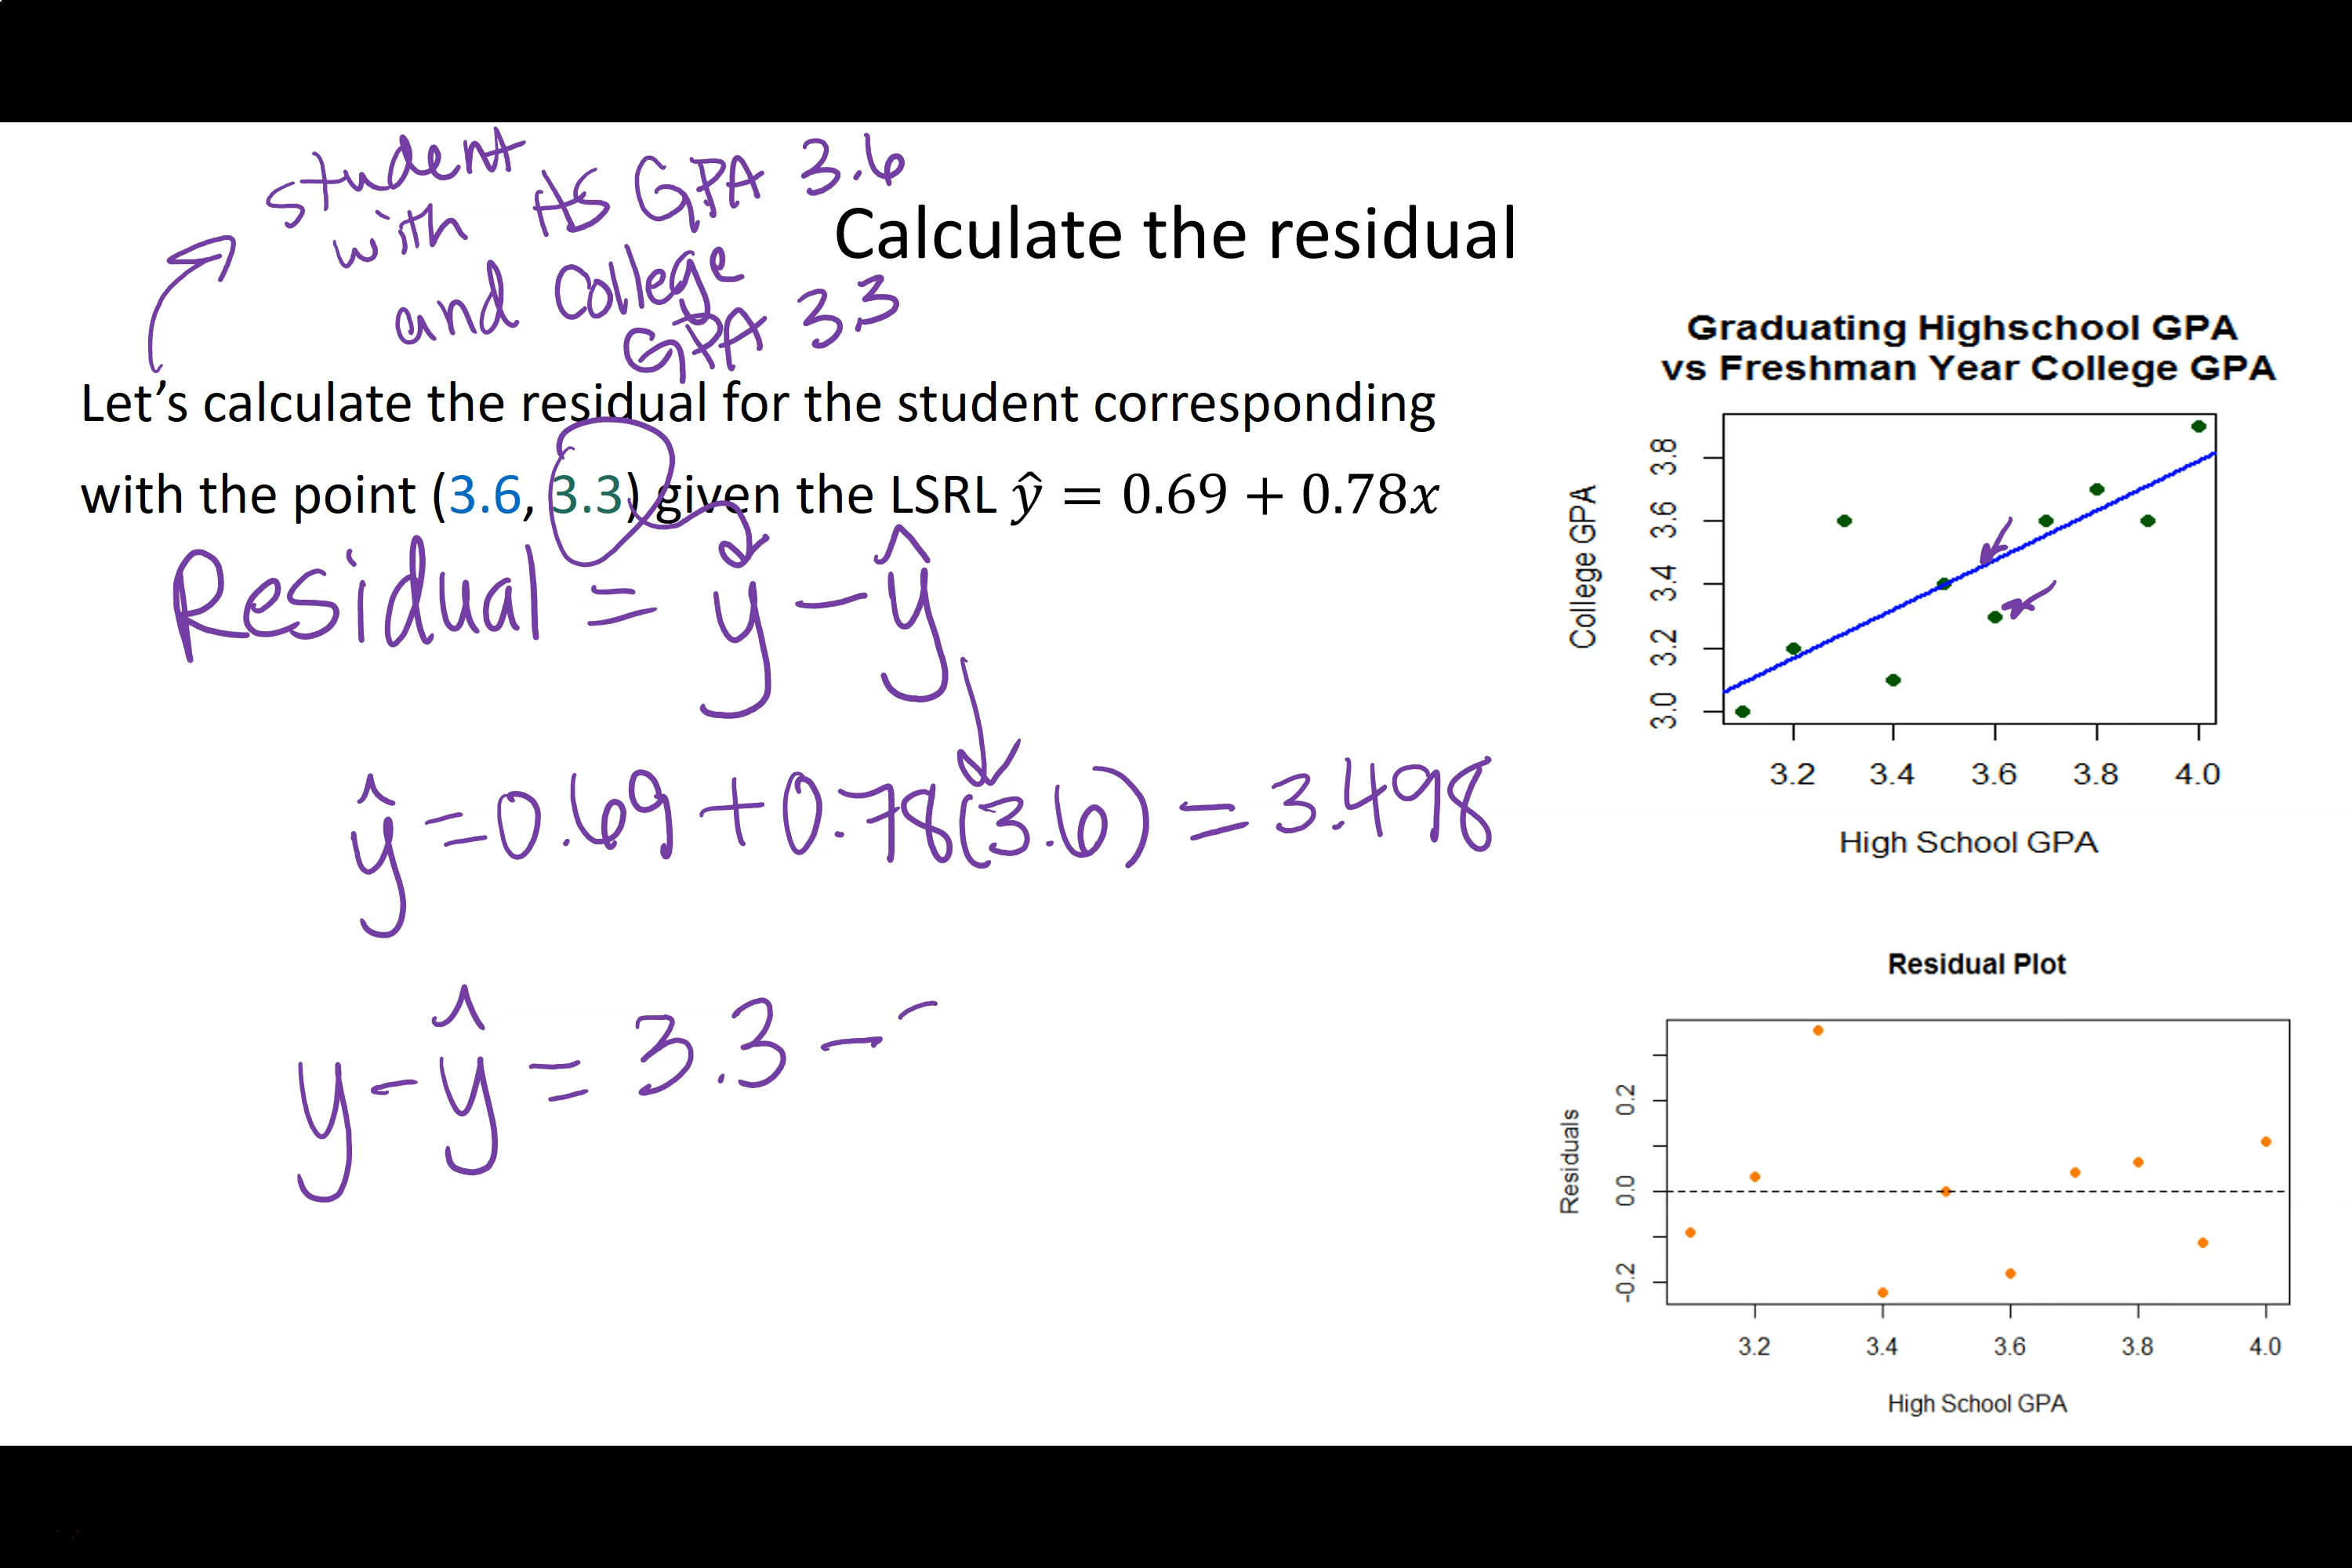 student
with HS GPA 3.6
and College
GPA 3.3
Calculate the residual
Let’s calculate the residual for the student corresponding
with the point (3.6, 3.3) given the LSRL ŷ = 0.69 + 0.78x
Residual = y − ŷ
ŷ = 0.69 + 0.78(3.6) = 3.498
y − ŷ = 3.3 −
Graduating Highschool GPA
vs Freshman Year College GPA
College GPA
3.8
3.6
3.4
3.2
3.0
3.2 3.4 3.6 3.8 4.0
High School GPA
Residual Plot
Residuals
0.2
0.0
-0.2
3.2 3.4 3.6 3.8 4.0
High School GPA